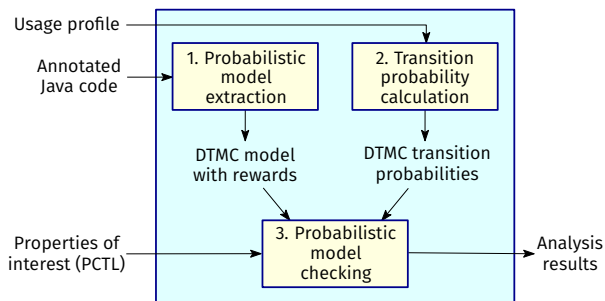 Usage profile
Annotated
Java code
1. Probabilistic
model
extraction
2. Transition
probability
calculation
DTMC model
with rewards
DTMC transition
probabilities
Properties of
interest (PCTL)
3. Probabilistic
model
checking
Analysis
results